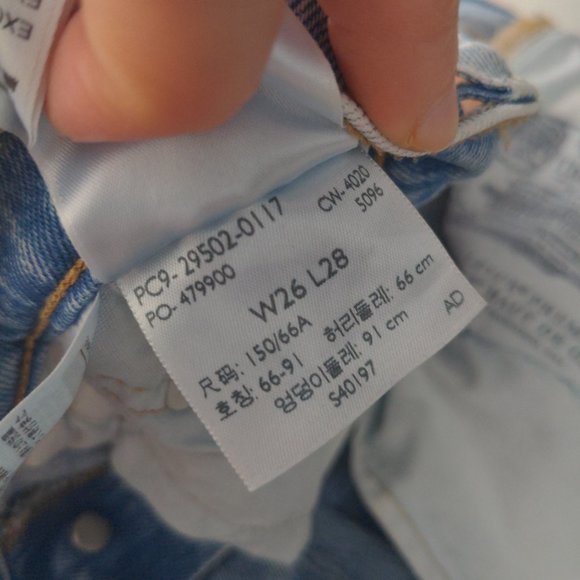 PC9-29502-0117
CW-4020
PO-479900
5096
W26 L28
尺码: 150/66A
허리둘레: 66 cm
호칭: 66-91
엉덩이둘레: 91 cm
S40197
AD